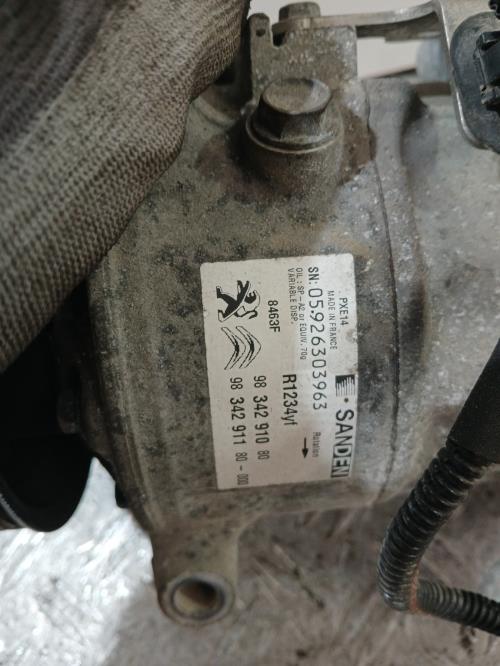 SANDEN
Rotation
PXE14
MADE IN FRANCE
SN: 05926303963
OIL : SP-A2 or EQUIV. 70g
VARIABLE DISP.
R1234yf
8463F
98 342 910 80
98 342 911 80-000